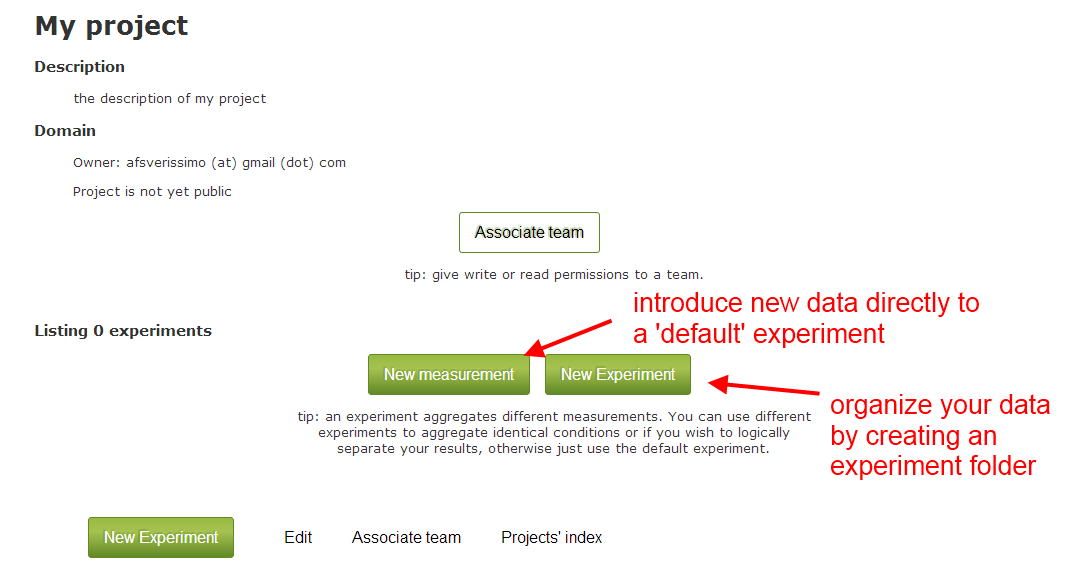 My project
Description
the description of my project
Domain
Owner: afsverissimo (at) gmail (dot) com
Project is not yet public
Associate team
tip: give write or read permissions to a team.
introduce new data directly to
a 'default' experiment
Listing 0 experiments
New measurement
New Experiment
organize your data
by creating an
experiment folder
tip: an experiment aggregates different measurements. You can use different
experiments to aggregate identical conditions or if you wish to logically
separate your results, otherwise just use the default experiment.
New Experiment
Edit
Associate team
Projects' index